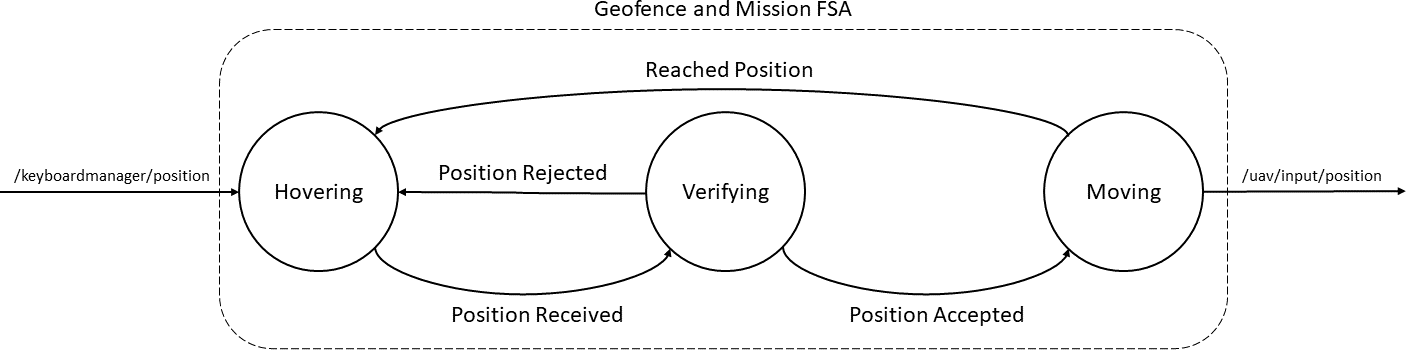 Geofence and Mission FSA
Reached Position
/keyboardmanager/position
Position Rejected
/uav/input/position
Hovering
Verifying
Moving
Position Received
Position Accepted